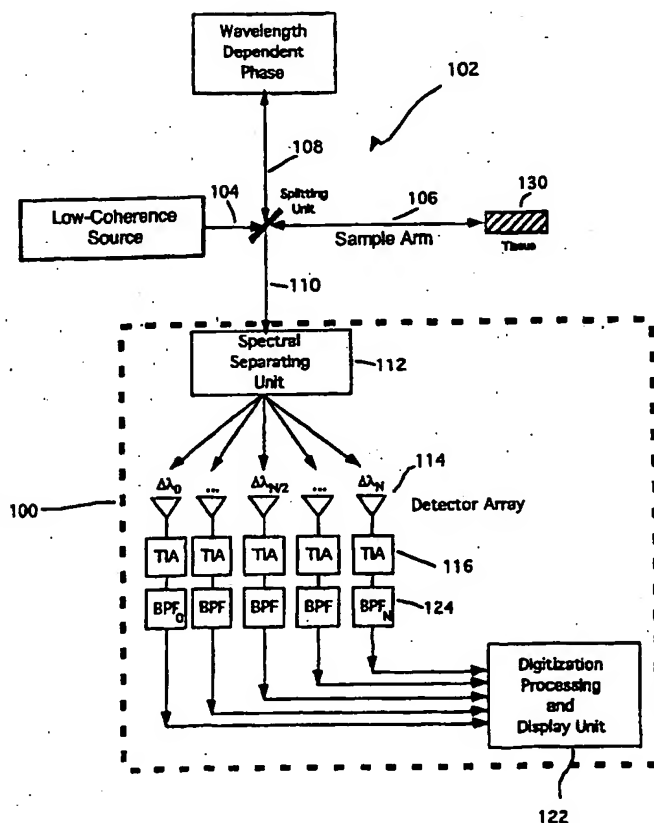 Wavelength
Dependent
Phase
102
108
104
Splitting
Unit
106
130
Low-Coherence
Source
Sample Arm
Tissue
110
Spectral
Separating
Unit
112
Δλ0 ... ΔλN/2 ... ΔλN
114
100
Detector Array
TIA TIA TIA TIA TIA
116
BPF0 BPF BPF BPF BPFN
124
Digitization
Processing
and
Display Unit
122